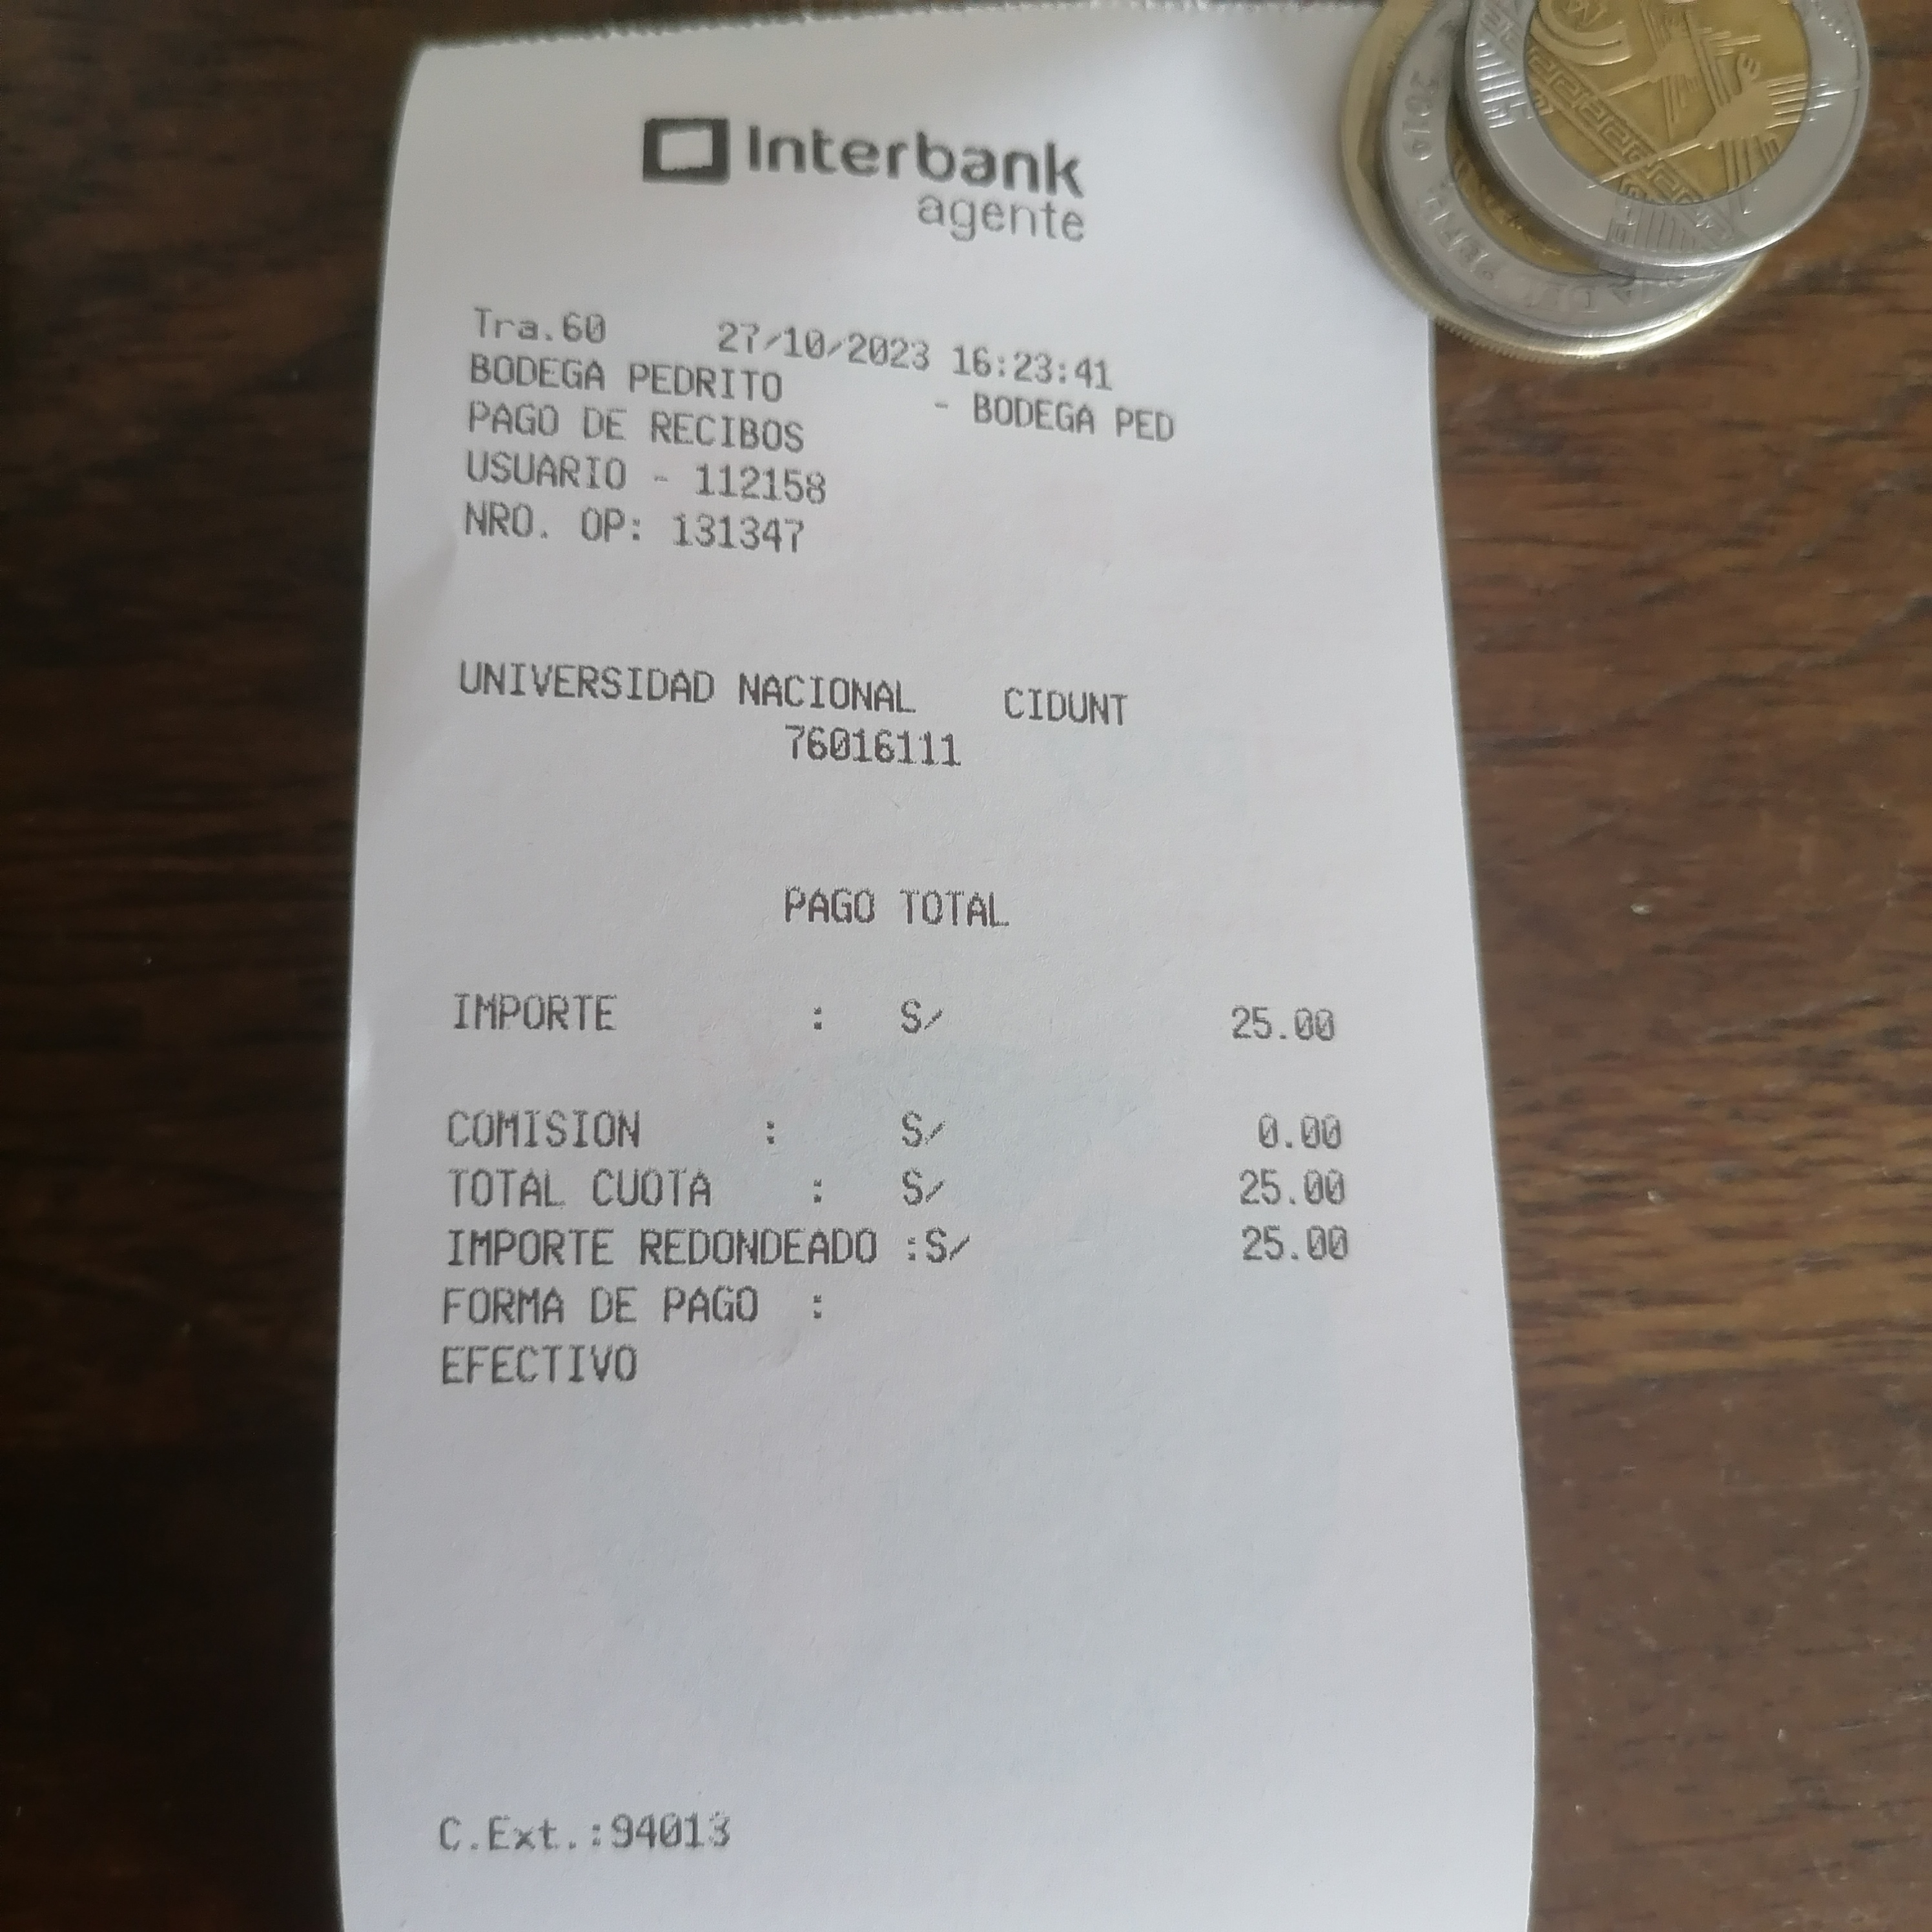 Interbank
agente
Tra.60 27/10/2023 16:23:41
BODEGA PEDRITO - BODEGA PED
PAGO DE RECIBOS
USUARIO - 112158
NRO. OP: 131347
UNIVERSIDAD NACIONAL CIDUNT
76016111
PAGO TOTAL
IMPORTE : S/ 25.00
COMISION : S/ 0.00
TOTAL CUOTA : S/ 25.00
IMPORTE REDONDEADO :S/ 25.00
FORMA DE PAGO :
EFECTIVO
C.Ext.:94013
2019